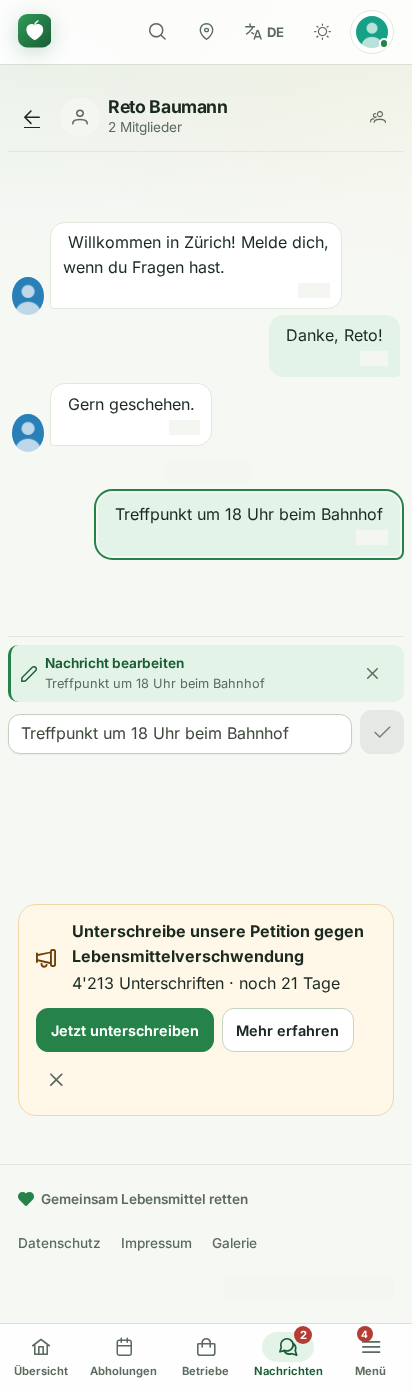 DE
Reto Baumann
2 Mitglieder
Willkommen in Zürich! Melde dich,
wenn du Fragen hast.
Danke, Reto!
Gern geschehen.
Treffpunkt um 18 Uhr beim Bahnhof
Nachricht bearbeiten
Treffpunkt um 18 Uhr beim Bahnhof
Treffpunkt um 18 Uhr beim Bahnhof
Unterschreibe unsere Petition gegen
Lebensmittelverschwendung
4'213 Unterschriften · noch 21 Tage
Jetzt unterschreiben Mehr erfahren
Gemeinsam Lebensmittel retten
Datenschutz Impressum Galerie
2 4
Übersicht Abholungen Betriebe Nachrichten Menü